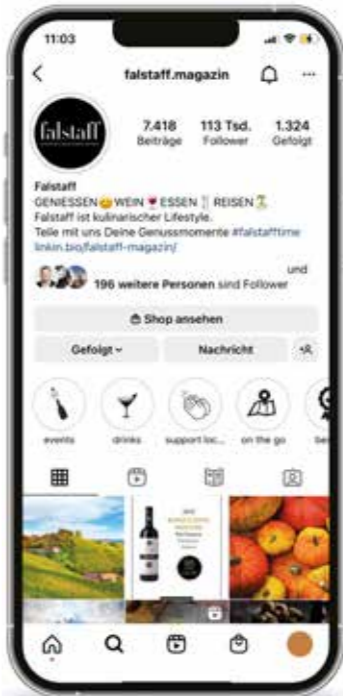 11:03
falstaff.magazin
falstaff
7.418 113 Tsd. 1.324
Beiträge Follower Gefolgt
Falstaff
GENIESSEN WEIN ESSEN REISEN
Falstaff ist kulinarischer Lifestyle.
Teile mit uns Deine Genussmomente #falstafftime
linkin.bio/falstaff-magazin/
und
196 weitere Personen sind Follower
Shop ansehen
Gefolgt Nachricht
events drinks support loc... on the go